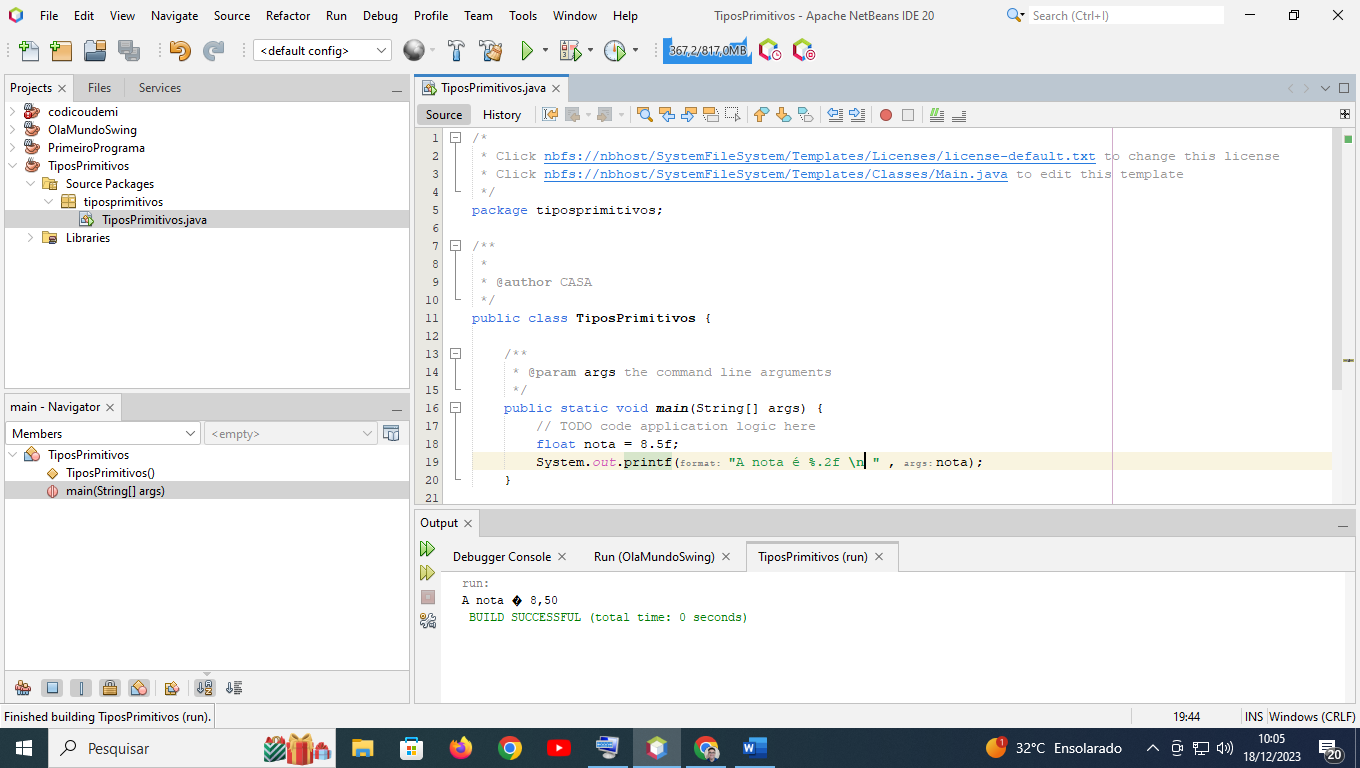 File Edit View Navigate Source Refactor Run Debug Profile Team Tools Window Help TiposPrimitivos - Apache NetBeans IDE 20 Search (Ctrl+I)
<default config> 367,2/817,0MB
Projects Files Services
codicoudemi
OlaMundoSwing
PrimeiroPrograma
TiposPrimitivos
Source Packages
tiposprimitivos
TiposPrimitivos.java
Libraries
main - Navigator
Members <empty>
TiposPrimitivos
TiposPrimitivos()
main(String[] args)
TiposPrimitivos.java
Source History
1 /*
2 * Click nbfs://nbhost/SystemFileSystem/Templates/Licenses/license-default.txt to change this license
3 * Click nbfs://nbhost/SystemFileSystem/Templates/Classes/Main.java to edit this template
4 */
5 package tiposprimitivos;
6
7 /**
8 *
9 * @author CASA
10 */
11 public class TiposPrimitivos {
12
13 /**
14 * @param args the command line arguments
15 */
16 public static void main(String[] args) {
17 // TODO code application logic here
18 float nota = 8.5f;
19 System.out.printf(format: "A nota é %.2f \n " , args: nota);
20 }
21
Output
Debugger Console Run (OlaMundoSwing) TiposPrimitivos (run)
run:
A nota � 8,50
BUILD SUCCESSFUL (total time: 0 seconds)
Finished building TiposPrimitivos (run). 19:44 INS Windows (CRLF)
Pesquisar 1 32°C Ensolarado 10:05
18/12/2023 20